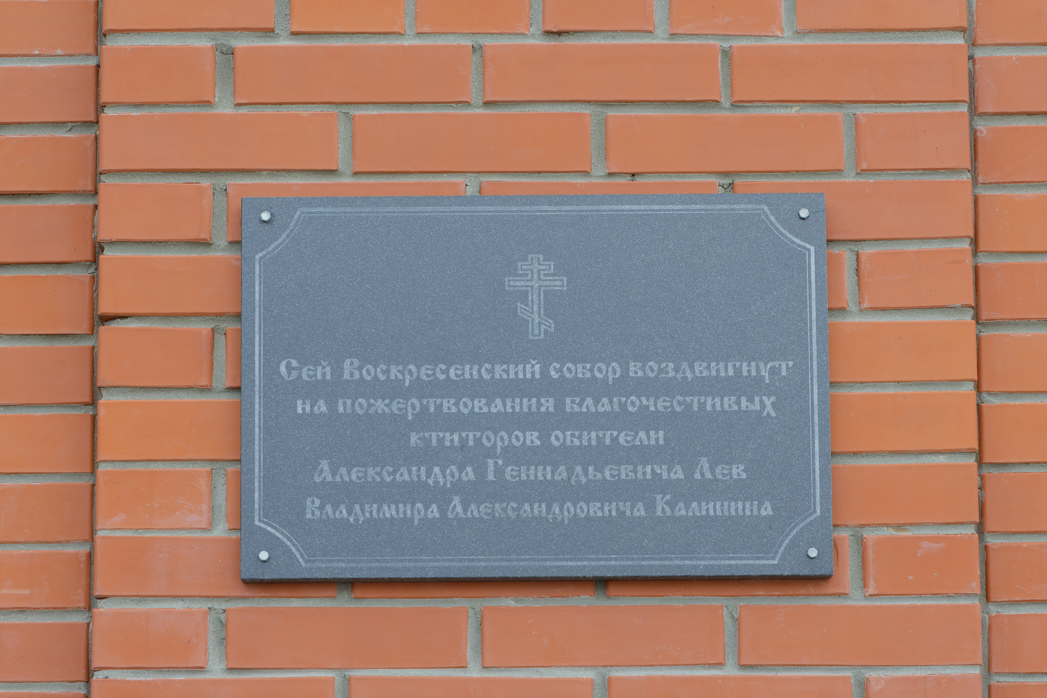 Сей Воскресенский собор воздвигнут
на пожертвования благочестивых
ктиторов обители
Александра Геннадьевича Лев
Владимира Александровича Калинина